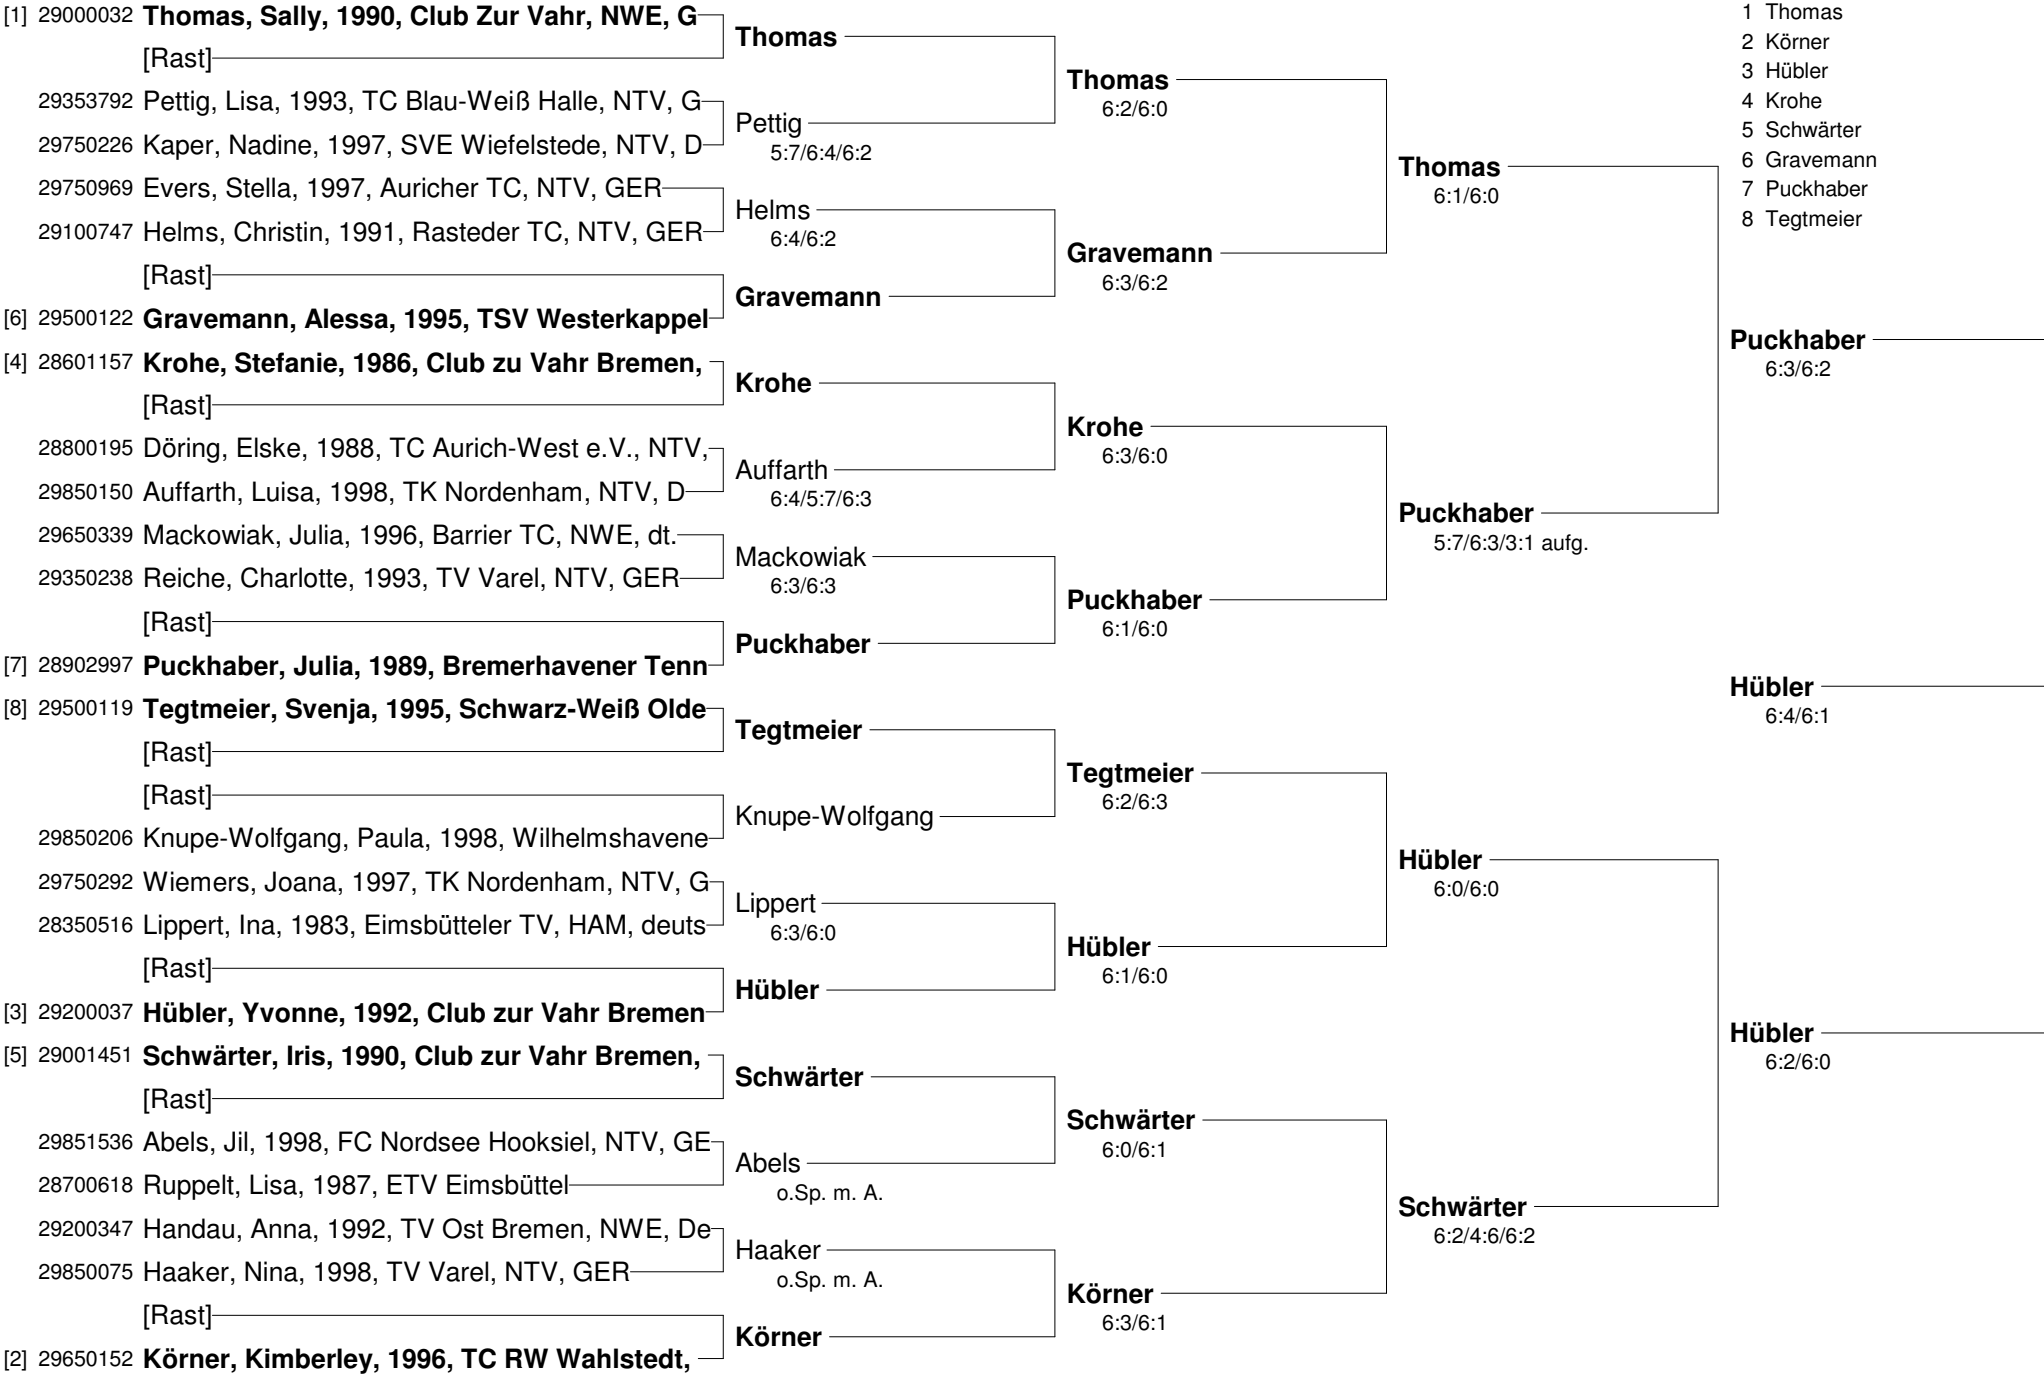 [1] 29000032 Thomas, Sally, 1990, Club Zur Vahr, NWE, G
[Rast]
29353792 Pettig, Lisa, 1993, TC Blau-Weiß Halle, NTV, G
29750226 Kaper, Nadine, 1997, SVE Wiefelstede, NTV, D
29750969 Evers, Stella, 1997, Auricher TC, NTV, GER
29100747 Helms, Christin, 1991, Rasteder TC, NTV, GER
[Rast]
[6] 29500122 Gravemann, Alessa, 1995, TSV Westerkappel
[4] 28601157 Krohe, Stefanie, 1986, Club zu Vahr Bremen,
[Rast]
28800195 Döring, Elske, 1988, TC Aurich-West e.V., NTV,
29850150 Auffarth, Luisa, 1998, TK Nordenham, NTV, D
29650339 Mackowiak, Julia, 1996, Barrier TC, NWE, dt.
29350238 Reiche, Charlotte, 1993, TV Varel, NTV, GER
[Rast]
[7] 28902997 Puckhaber, Julia, 1989, Bremerhavener Tenn
[8] 29500119 Tegtmeier, Svenja, 1995, Schwarz-Weiß Olde
[Rast]
[Rast]
29850206 Knupe-Wolfgang, Paula, 1998, Wilhelmshavene
29750292 Wiemers, Joana, 1997, TK Nordenham, NTV, G
28350516 Lippert, Ina, 1983, Eimsbütteler TV, HAM, deuts
[Rast]
[3] 29200037 Hübler, Yvonne, 1992, Club zur Vahr Bremen
[5] 29001451 Schwärter, Iris, 1990, Club zur Vahr Bremen,
[Rast]
29851536 Abels, Jil, 1998, FC Nordsee Hooksiel, NTV, GE
28700618 Ruppelt, Lisa, 1987, ETV Eimsbüttel
29200347 Handau, Anna, 1992, TV Ost Bremen, NWE, De
29850075 Haaker, Nina, 1998, TV Varel, NTV, GER
[Rast]
[2] 29650152 Körner, Kimberley, 1996, TC RW Wahlstedt,
Thomas
Pettig
5:7/6:4/6:2
Helms
6:4/6:2
Gravemann
Krohe
Auffarth
6:4/5:7/6:3
Mackowiak
6:3/6:3
Puckhaber
Tegtmeier
Knupe-Wolfgang
Lippert
6:3/6:0
Hübler
Schwärter
Abels
o.Sp. m. A.
Haaker
o.Sp. m. A.
Körner
Thomas
6:2/6:0
Gravemann
6:3/6:2
Krohe
6:3/6:0
Puckhaber
6:1/6:0
Tegtmeier
6:2/6:3
Hübler
6:1/6:0
Schwärter
6:0/6:1
Körner
6:3/6:1
Thomas
6:1/6:0
Puckhaber
5:7/6:3/3:1 aufg.
Hübler
6:0/6:0
Schwärter
6:2/4:6/6:2
1 Thomas
2 Körner
3 Hübler
4 Krohe
5 Schwärter
6 Gravemann
7 Puckhaber
8 Tegtmeier
Puckhaber
6:3/6:2
Hübler
6:4/6:1
Hübler
6:2/6:0